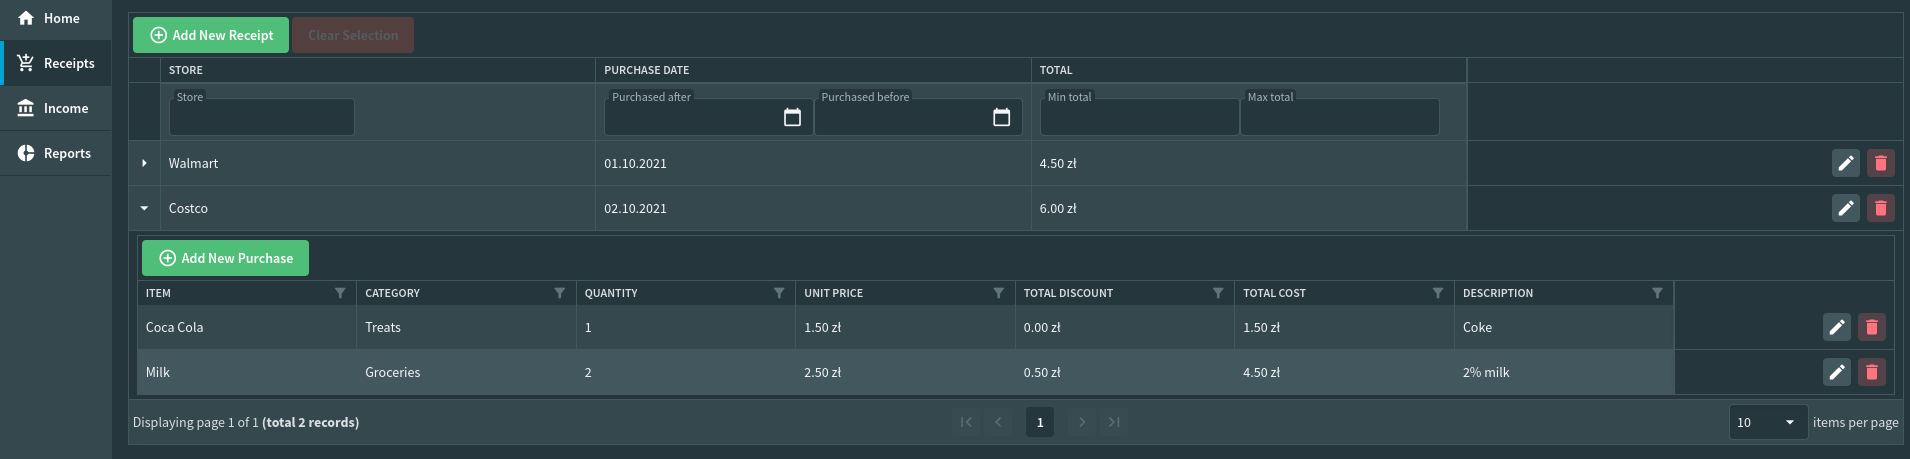 Home
Receipts
Income
Reports
Add New Receipt Clear Selection
STORE PURCHASE DATE TOTAL
Store Purchased after Purchased before Min total Max total
Walmart 01.10.2021 4.50 zł
Costco 02.10.2021 6.00 zł
Add New Purchase
ITEM CATEGORY QUANTITY UNIT PRICE TOTAL DISCOUNT TOTAL COST DESCRIPTION
Coca Cola Treats 1 1.50 zł 0.00 zł 1.50 zł Coke
Milk Groceries 2 2.50 zł 0.50 zł 4.50 zł 2% milk
Displaying page 1 of 1 (total 2 records) 1 10 items per page